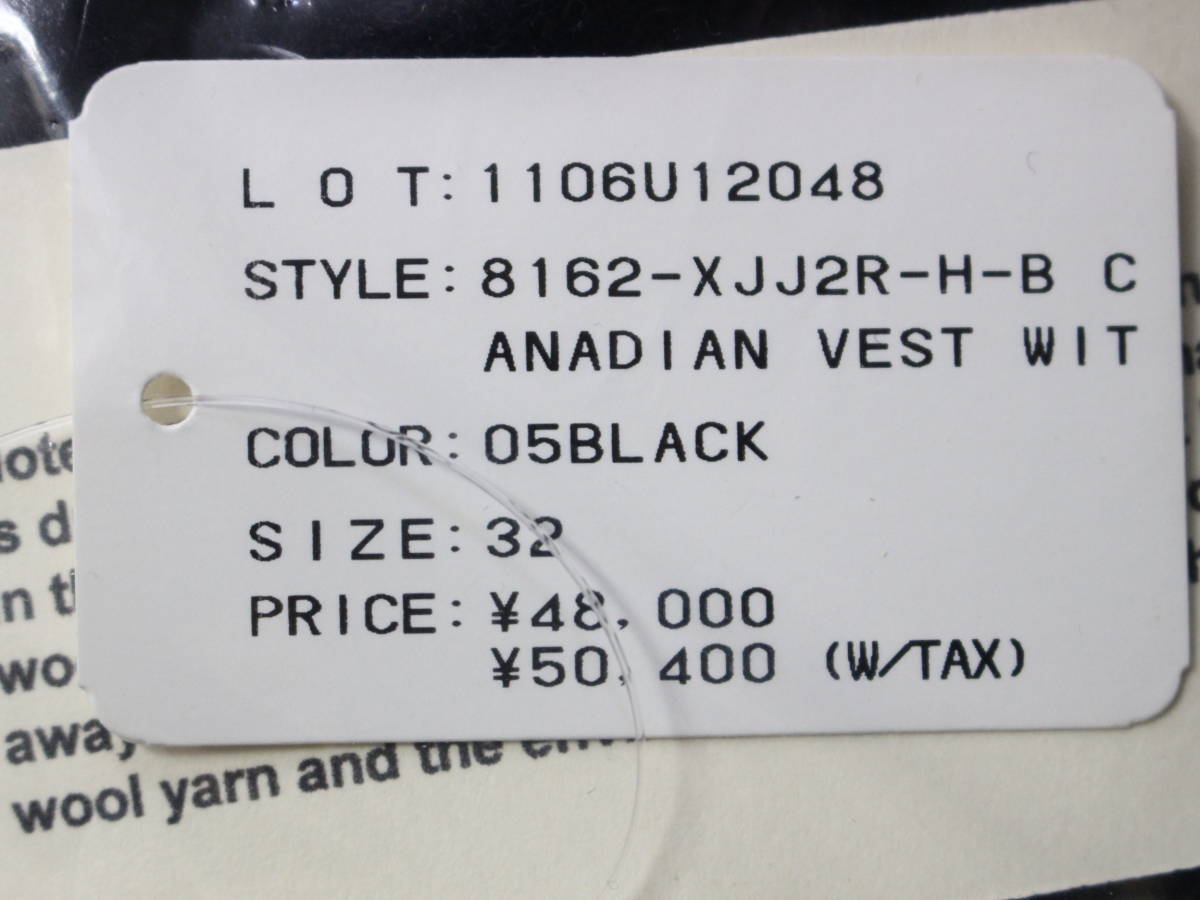 L O T: 1106U12048
STYLE: 8162-XJJ2R-H-B C
ANADIAN VEST WIT
COLOR: 05BLACK
SIZE: 32
PRICE: ¥48,000
¥50,400 (W/TAX)
wool yarn and the